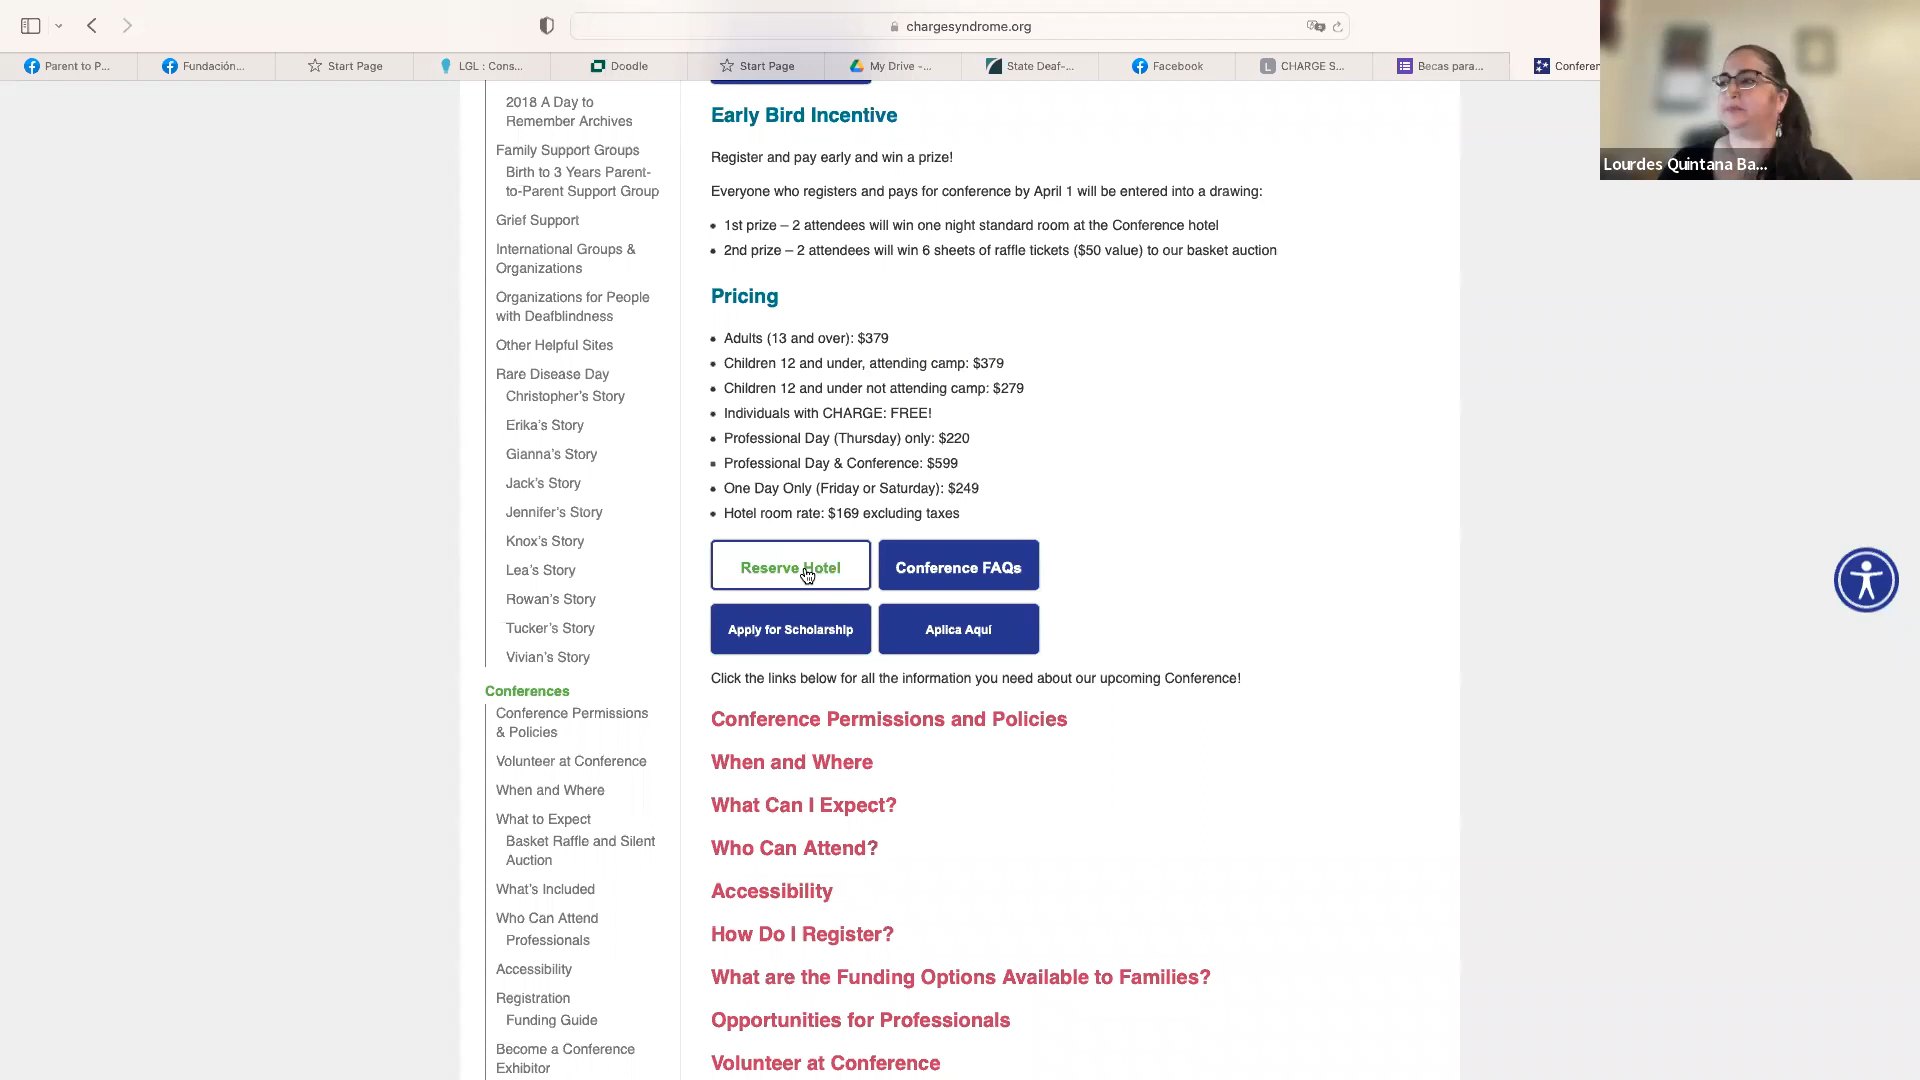 chargesyndrome.org
Parent to P...
Fundación...
Start Page
LGL : Cons...
Doodle
Start Page
My Drive -...
State Deaf-...
Facebook
CHARGE S...
Becas para...
Conferen
Lourdes Quintana Ba...
2018 A Day to
Remember Archives
Family Support Groups
Birth to 3 Years Parent-
to-Parent Support Group
Grief Support
International Groups &
Organizations
Organizations for People
with Deafblindness
Other Helpful Sites
Rare Disease Day
Christopher's Story
Erika's Story
Gianna's Story
Jack's Story
Jennifer's Story
Knox's Story
Lea's Story
Rowan's Story
Tucker's Story
Vivian's Story
Conferences
Conference Permissions
& Policies
Volunteer at Conference
When and Where
What to Expect
Basket Raffle and Silent
Auction
What's Included
Who Can Attend
Professionals
Accessibility
Registration
Funding Guide
Become a Conference
Exhibitor
Early Bird Incentive
Register and pay early and win a prize!
Everyone who registers and pays for conference by April 1 will be entered into a drawing:
• 1st prize – 2 attendees will win one night standard room at the Conference hotel
• 2nd prize – 2 attendees will win 6 sheets of raffle tickets ($50 value) to our basket auction
Pricing
• Adults (13 and over): $379
• Children 12 and under, attending camp: $379
• Children 12 and under not attending camp: $279
• Individuals with CHARGE: FREE!
• Professional Day (Thursday) only: $220
• Professional Day & Conference: $599
• One Day Only (Friday or Saturday): $249
• Hotel room rate: $169 excluding taxes
Reserve Hotel
Conference FAQs
Apply for Scholarship
Aplica Aquí
Click the links below for all the information you need about our upcoming Conference!
Conference Permissions and Policies
When and Where
What Can I Expect?
Who Can Attend?
Accessibility
How Do I Register?
What are the Funding Options Available to Families?
Opportunities for Professionals
Volunteer at Conference